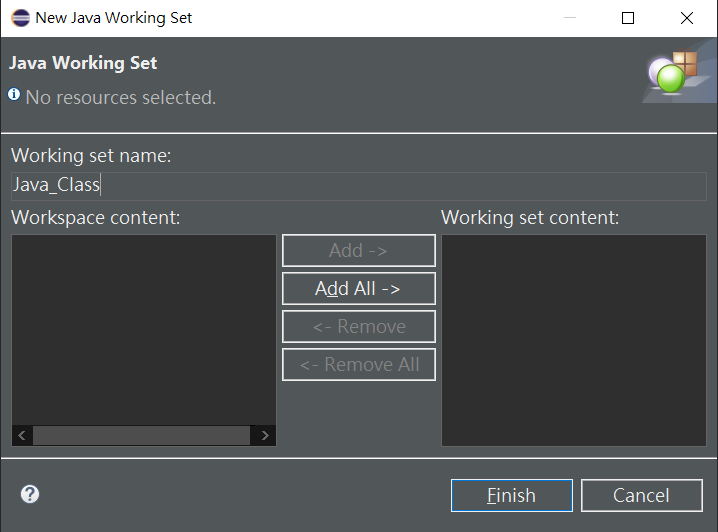 New Java Working Set
Java Working Set
No resources selected.
Working set name:
Java_Class
Workspace content:
Working set content:
Add ->
Add All ->
<- Remove
<- Remove All
Finish
Cancel